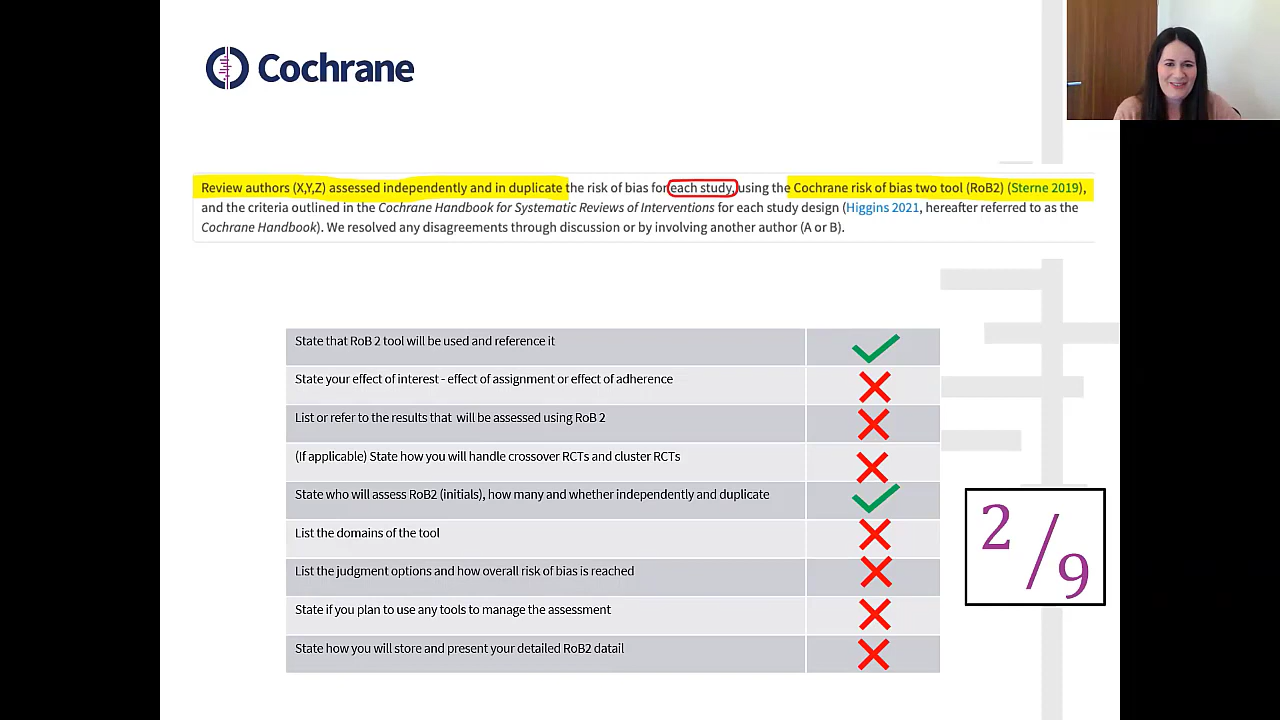 Cochrane
Review authors (X,Y,Z) assessed independently and in duplicate the risk of bias for each study, using the Cochrane risk of bias two tool (RoB2) (Sterne 2019),
and the criteria outlined in the Cochrane Handbook for Systematic Reviews of Interventions for each study design (Higgins 2021, hereafter referred to as the
Cochrane Handbook). We resolved any disagreements through discussion or by involving another author (A or B).
State that RoB 2 tool will be used and reference it
State your effect of interest - effect of assignment or effect of adherence
List or refer to the results that will be assessed using RoB 2
(If applicable) State how you will handle crossover RCTs and cluster RCTs
State who will assess RoB2 (initials), how many and whether independently and duplicate
List the domains of the tool
List the judgment options and how overall risk of bias is reached
State if you plan to use any tools to manage the assessment
State how you will store and present your detailed RoB2 datail
2/9